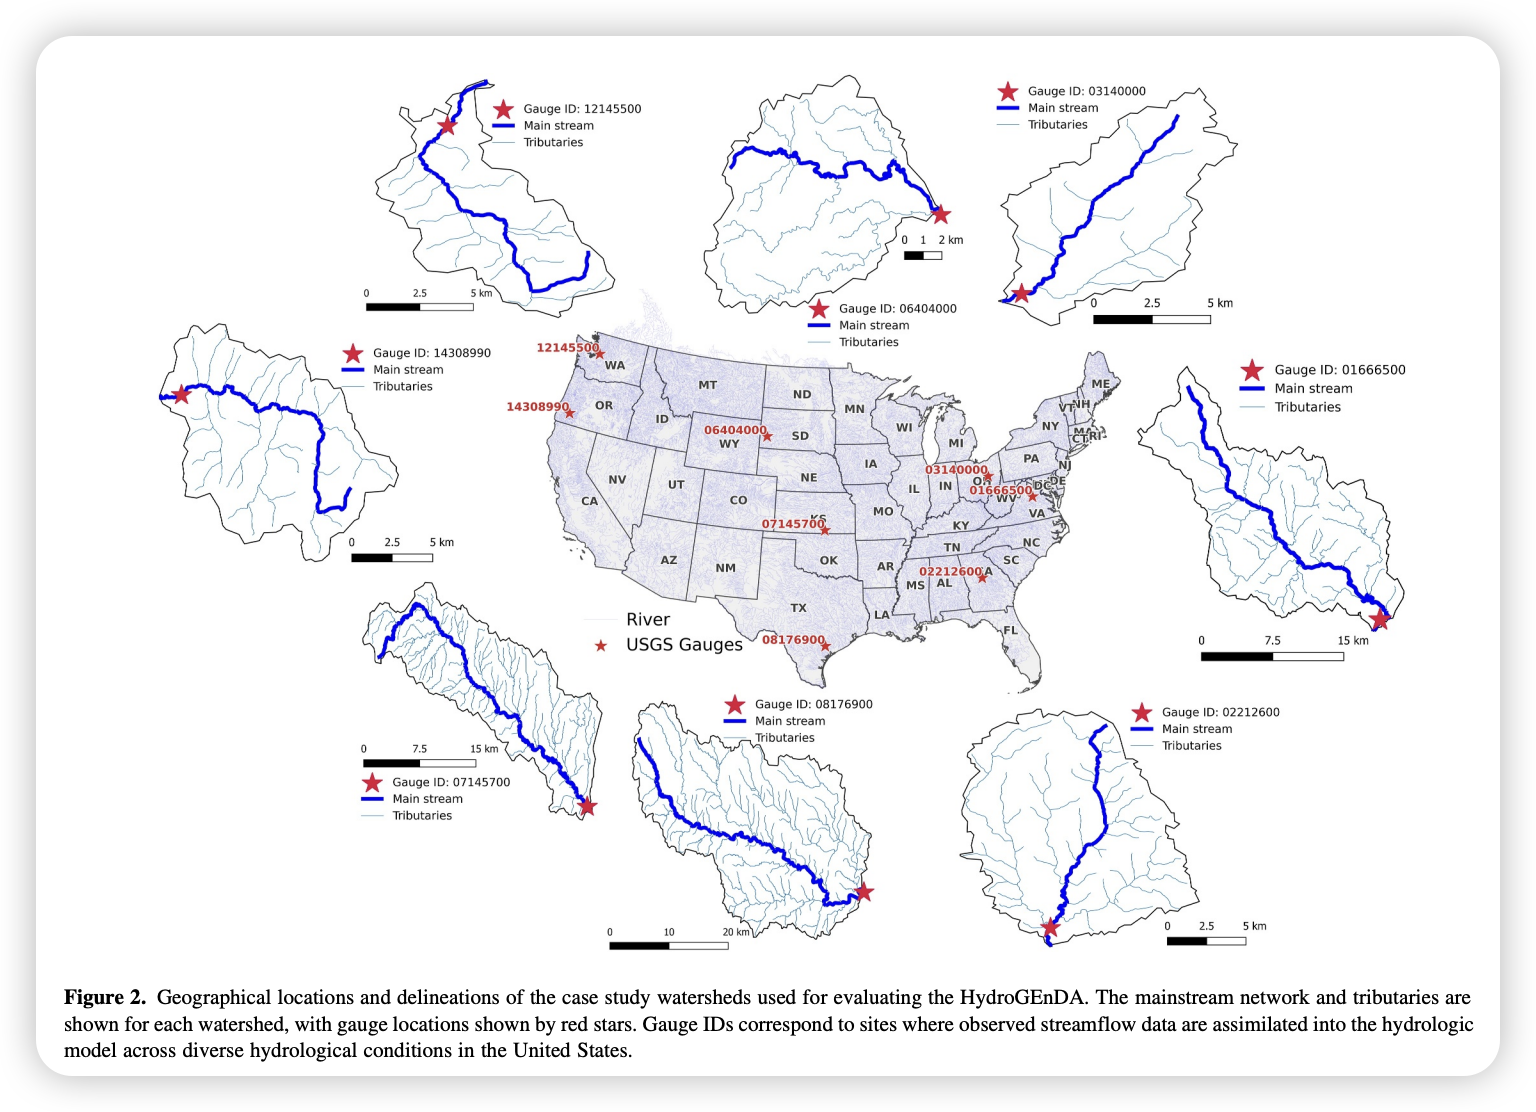 Gauge ID: 12145500
Main stream
Tributaries
0 2.5 5 km
0 1 2 km
Gauge ID: 06404000
Main stream
Tributaries
Gauge ID: 03140000
Main stream
Tributaries
0 2.5 5 km
Gauge ID: 14308990
Main stream
Tributaries
0 2.5 5 km
12145500
WA
MT
ND
MN
ME
14308990
OR
ID
06404000
WY
SD
WI
MI
NY
VT
NH
MA
CT
RI
IA
03140000
PA
NJ
NV
UT
CO
NE
IL
IN
OH
01666500
WV
DC
DE
VA
CA
07145700
KS
MO
KY
AZ
NM
OK
AR
TN
NC
02212600
GA
SC
MS
AL
TX
LA
FL
08176900
River
USGS Gauges
Gauge ID: 01666500
Main stream
Tributaries
0 7.5 15 km
0 7.5 15 km
Gauge ID: 07145700
Main stream
Tributaries
Gauge ID: 08176900
Main stream
Tributaries
0 10 20 km
Gauge ID: 02212600
Main stream
Tributaries
0 2.5 5 km
Figure 2. Geographical locations and delineations of the case study watersheds used for evaluating the HydroGEnDA. The mainstream network and tributaries are
shown for each watershed, with gauge locations shown by red stars. Gauge IDs correspond to sites where observed streamflow data are assimilated into the hydrologic
model across diverse hydrological conditions in the United States.